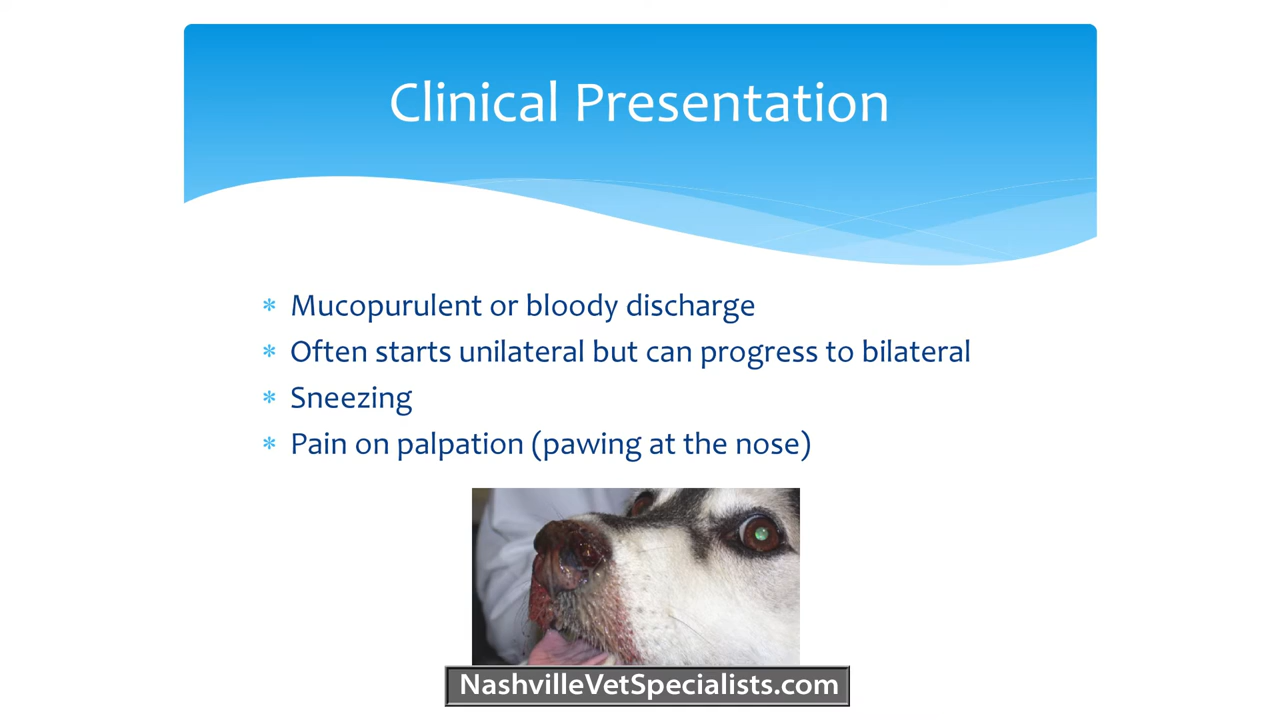 Clinical Presentation
* Mucopurulent or bloody discharge
* Often starts unilateral but can progress to bilateral
* Sneezing
* Pain on palpation (pawing at the nose)
NashvilleVetSpecialists.com